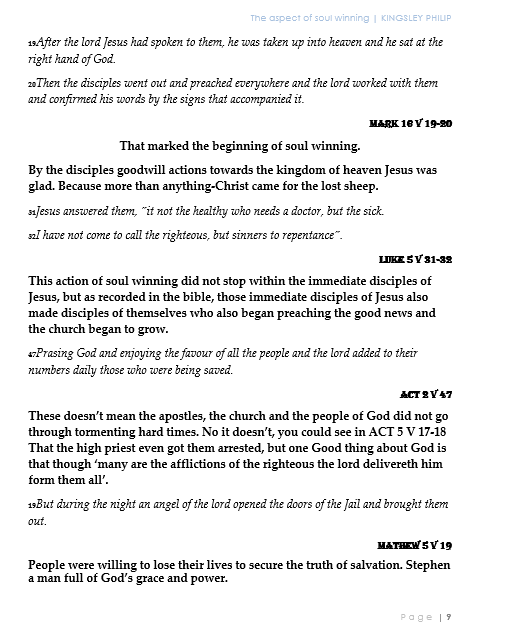 The aspect of soul winning | KINGSLEY PHILIP
19After the lord Jesus had spoken to them, he was taken up into heaven and he sat at the
right hand of God.
20Then the disciples went out and preached everywhere and the lord worked with them
and confirmed his words by the signs that accompanied it.
MARK 16 V 19-20
That marked the beginning of soul winning.
By the disciples goodwill actions towards the kingdom of heaven Jesus was
glad. Because more than anything-Christ came for the lost sheep.
31Jesus answered them, "it not the healthy who needs a doctor, but the sick.
32I have not come to call the righteous, but sinners to repentance".
LUKE 5 V 31-32
This action of soul winning did not stop within the immediate disciples of
Jesus, but as recorded in the bible, those immediate disciples of Jesus also
made disciples of themselves who also began preaching the good news and
the church began to grow.
47Prasing God and enjoying the favour of all the people and the lord added to their
numbers daily those who were being saved.
ACT 2 V 47
These doesn't mean the apostles, the church and the people of God did not go
through tormenting hard times. No it doesn't, you could see in ACT 5 V 17-18
That the high priest even got them arrested, but one Good thing about God is
that though 'many are the afflictions of the righteous the lord delivereth him
form them all'.
19But during the night an angel of the lord opened the doors of the Jail and brought them
out.
MATHEW 5 V 19
People were willing to lose their lives to secure the truth of salvation. Stephen
a man full of God's grace and power.
Page | 9